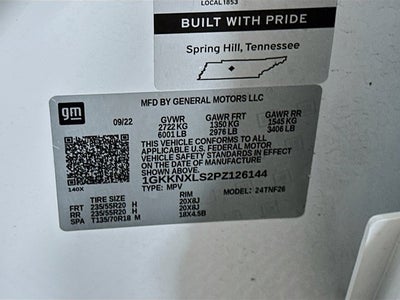 LOCAL 1853
BUILT WITH PRIDE
Spring Hill, Tennessee
gm
MFD BY GENERAL MOTORS LLC
09/22 GVWR GAWR FRT GAWR RR
2722 KG 1350 KG 1545 KG
6001 LB 2976 LB 3406 LB
THIS VEHICLE CONFORMS TO ALL
APPLICABLE U.S. FEDERAL MOTOR VEHICLE
SAFETY STANDARDS IN EFFECT
ON THE DATE OF MANUFACTURE
SHOWN ABOVE.
1GKKNXLS2PZ126144
140X TYPE: MPV MODEL: 24TNF26
TIRE SIZE RIM
FRT 235/55R20 H 20X8J
RR 235/55R20 H 20X8J
SPA T135/70R18 M 18X4.5B